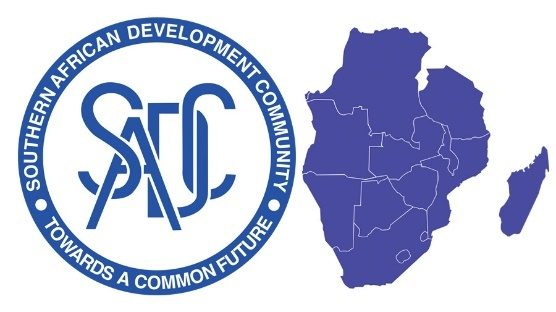 SOUTHERN AFRICAN DEVELOPMENT COMMUNITY
SADC
TOWARDS A COMMON FUTURE